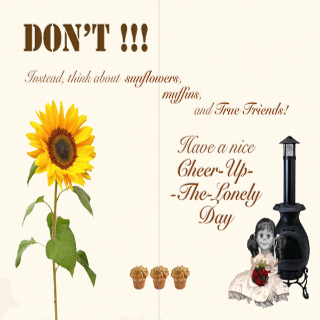 DON'T !!!
Instead, think about sunflowers,
muffins,
and True Friends!
Have a nice
Cheer-Up-
-The-Lonely
Day